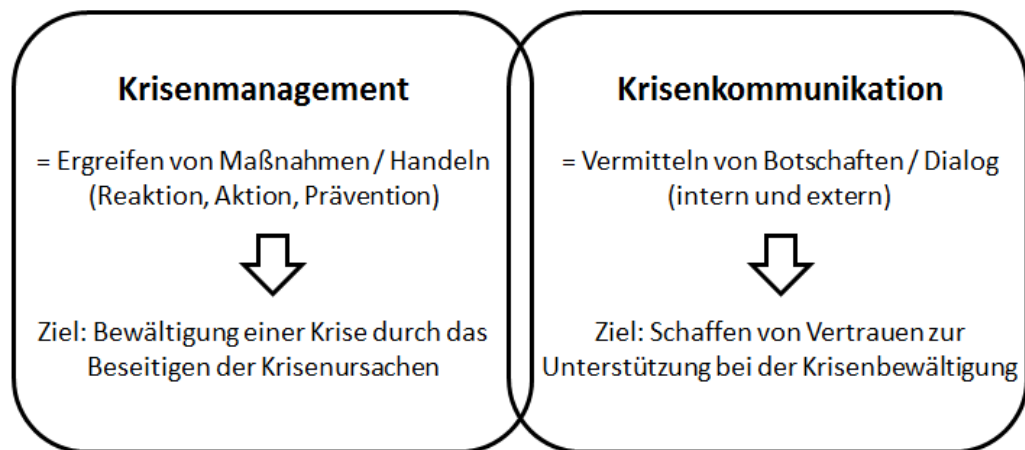 Krisenmanagement
= Ergreifen von Maßnahmen / Handeln
(Reaktion, Aktion, Prävention)
Ziel: Bewältigung einer Krise durch das
Beseitigen der Krisenursachen
Krisenkommunikation
= Vermitteln von Botschaften / Dialog
(intern und extern)
Ziel: Schaffen von Vertrauen zur
Unterstützung bei der Krisenbewältigung